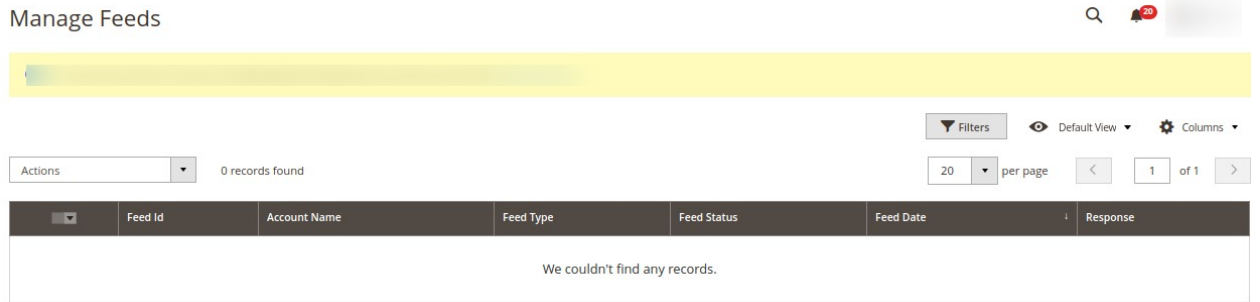 Manage Feeds
20
Filters Default View Columns
Actions 0 records found 20 per page 1 of 1
Feed Id Account Name Feed Type Feed Status Feed Date ↓ Response
We couldn't find any records.